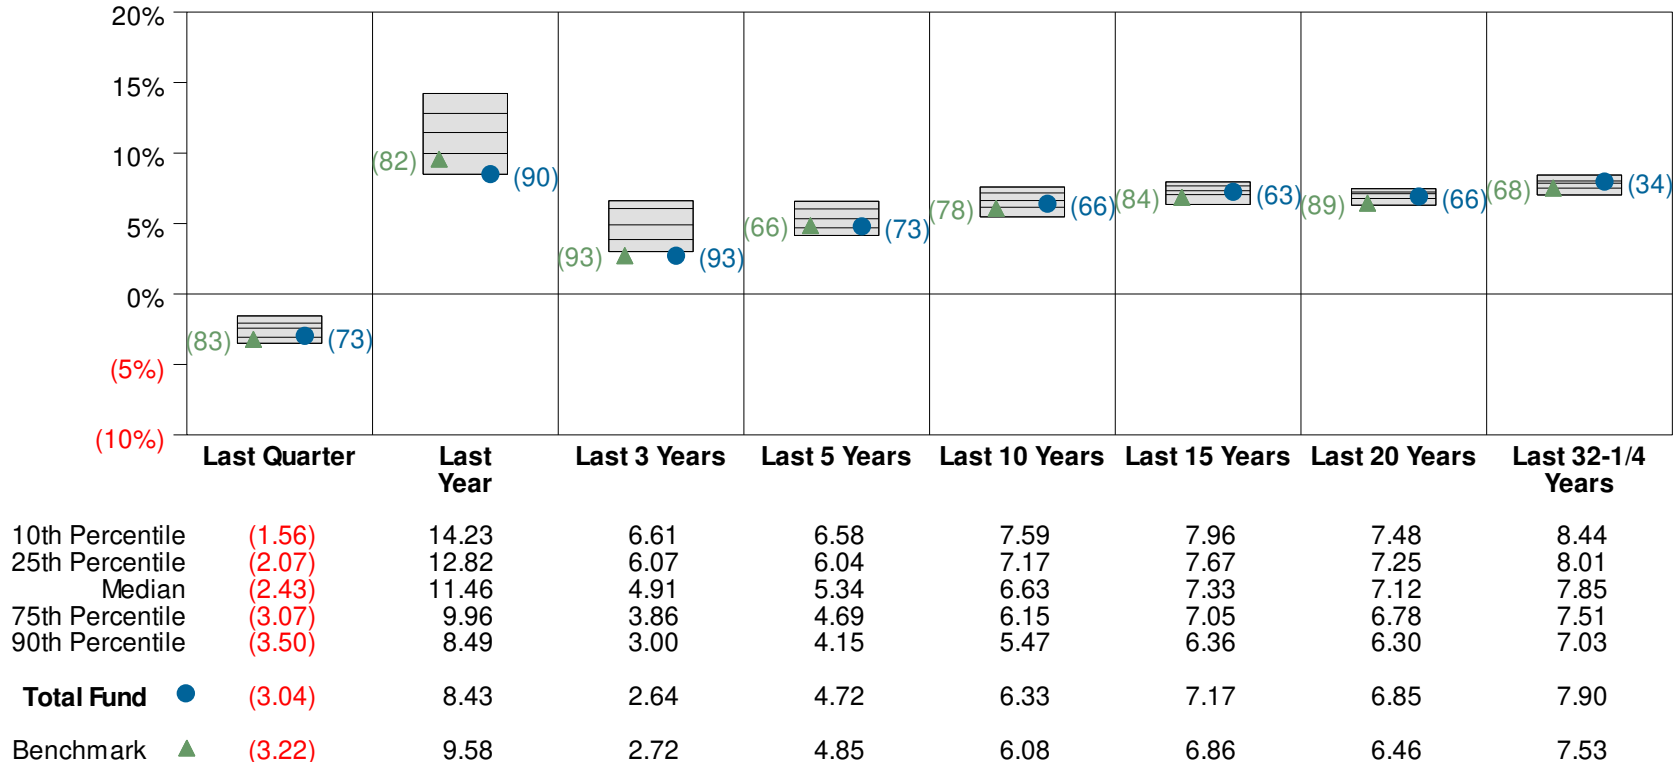 20%
15%
10%
5%
0%
(5%)
(10%)
(83) (73)
(82) (90)
(93) (93)
(66) (73)
(78) (66)
(84) (63)
(89) (66)
(68) (34)
Last Quarter Last Year Last 3 Years Last 5 Years Last 10 Years Last 15 Years Last 20 Years Last 32-1/4 Years
10th Percentile (1.56) 14.23 6.61 6.58 7.59 7.96 7.48 8.44
25th Percentile (2.07) 12.82 6.07 6.04 7.17 7.67 7.25 8.01
Median (2.43) 11.46 4.91 5.34 6.63 7.33 7.12 7.85
75th Percentile (3.07) 9.96 3.86 4.69 6.15 7.05 6.78 7.51
90th Percentile (3.50) 8.49 3.00 4.15 5.47 6.36 6.30 7.03
Total Fund (3.04) 8.43 2.64 4.72 6.33 7.17 6.85 7.90
Benchmark (3.22) 9.58 2.72 4.85 6.08 6.86 6.46 7.53